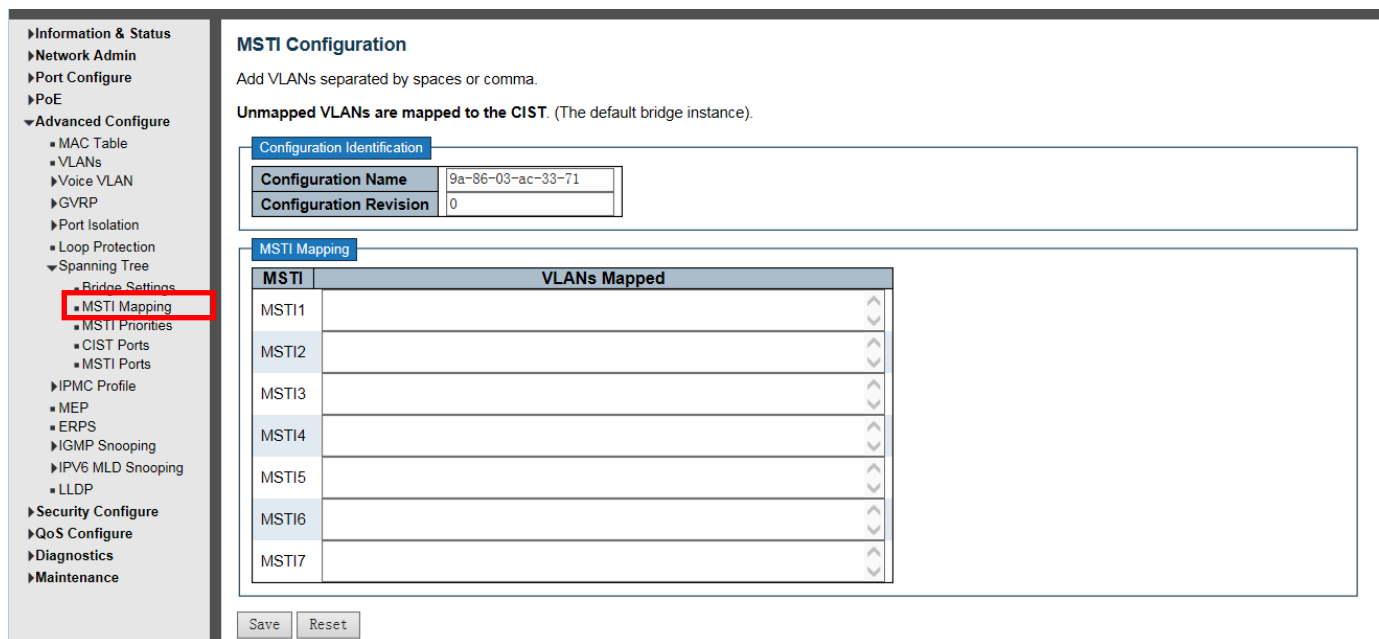 Information & Status
Network Admin
Port Configure
PoE
Advanced Configure
MAC Table
VLANs
Voice VLAN
GVRP
Port Isolation
Loop Protection
Spanning Tree
Bridge Settings
MSTI Mapping
MSTI Priorities
CIST Ports
MSTI Ports
IPMC Profile
MEP
ERPS
IGMP Snooping
IPV6 MLD Snooping
LLDP
Security Configure
QoS Configure
Diagnostics
Maintenance
MSTI Configuration
Add VLANs separated by spaces or comma.
Unmapped VLANs are mapped to the CIST. (The default bridge instance).
Configuration Identification
Configuration Name 9a-86-03-ac-33-71
Configuration Revision 0
MSTI Mapping
MSTI VLANs Mapped
MSTI1
MSTI2
MSTI3
MSTI4
MSTI5
MSTI6
MSTI7
Save Reset